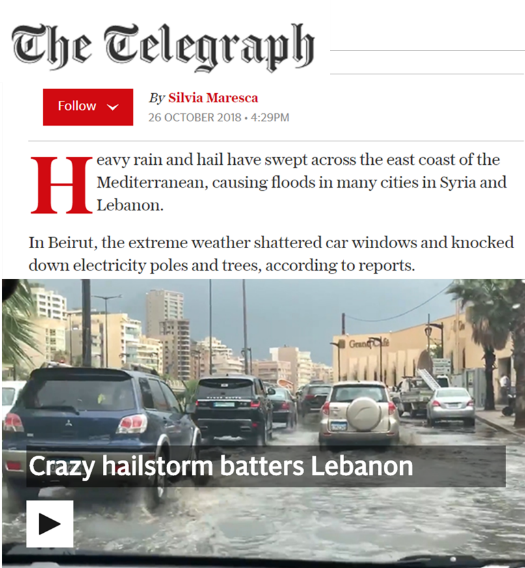 The Telegraph
Follow
By Silvia Maresca
26 OCTOBER 2018 • 4:29PM
Heavy rain and hail have swept across the east coast of the
Mediterranean, causing floods in many cities in Syria and
Lebanon.
In Beirut, the extreme weather shattered car windows and knocked
down electricity poles and trees, according to reports.
Crazy hailstorm batters Lebanon